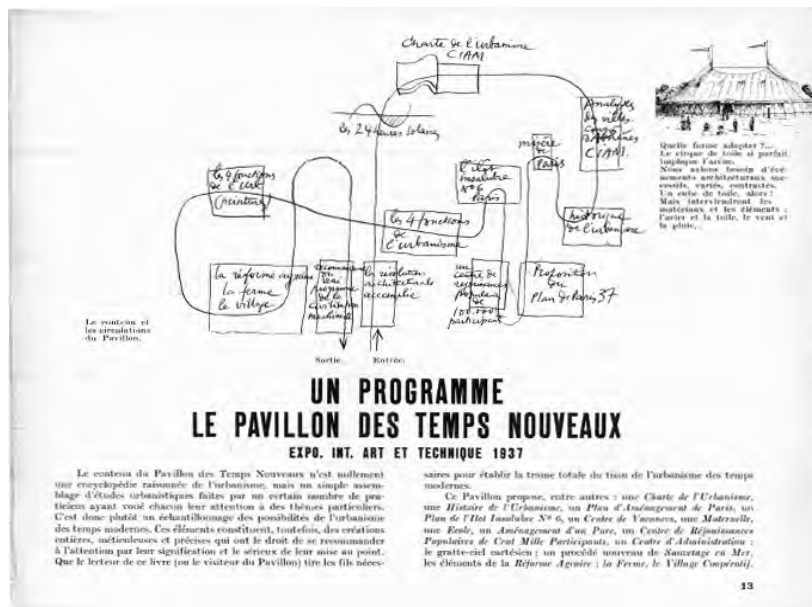 Charte de l'urbanisme
CIAM
les 24 heures solaires
Analyses
des villes
CIAM
misère
de
Paris
l'ilot
insalubre
N°6
Paris
les 4 fonctions
de l'Urb
(peinture)
les 4 fonctions
de
l'urbanisme
historique
de l'urbanisme
la réforme agraire
la ferme
le village
programme
de la
civilisation
machiniste
la révolution
architecturale
accomplie
un
centre de
réjouissances
populaires
de
100.000
participants
Proposition
du
Plan de Paris 37
Sortie. Entrée.
Le contenu et
les circulations
du Pavillon.
Quelle forme adopter ?...
Le cirque de toile si parfait,
implique l'arène.
Nous avions besoin d'évé-
nements architecturaux suc-
cessifs, variés, contrastés.
Un cube de toile, alors ?
Mais interviendront les
matériaux et les éléments :
l'acier et la toile, le vent et
la pluie.
UN PROGRAMME
LE PAVILLON DES TEMPS NOUVEAUX
EXPO. INT. ART ET TECHNIQUE 1937
Le contenu du Pavillon des Temps Nouveaux n'est nullement
une encyclopédie raisonnée de l'urbanisme, mais un simple assem-
blage d'études urbanistiques faites par un certain nombre de pra-
ticiens ayant voué chacun leur attention à des thèmes particuliers.
C'est donc plutôt un échantillonnage des possibilités de l'urbanisme
des temps modernes. Ces éléments constituent, toutefois, des créations
entières, méticuleuses et précises qui ont le droit de se recommander
à l'attention par leur signification et le sérieux de leur mise au point.
Que le lecteur de ce livre (ou le visiteur du Pavillon) tire les fils néces-
saires pour établir la trame totale du tissu de l'urbanisme des temps
modernes.
Ce Pavillon propose, entre autres : une Charte de l'Urbanisme,
une Histoire de l'Urbanisme, un Plan d'Aménagement de Paris, un
Plan de l'Ilot Insalubre N° 6, un Centre de Vacances, une Maternelle,
une Ecole, un Aménagement d'un Parc, un Centre de Réjouissances
Populaires de Cent Mille Participants, un Centre d'Administration :
le gratte-ciel cartésien ; un procédé nouveau de Sauvetage en Mer,
les éléments de la Réforme Agraire : la Ferme, le Village Coopératif.
13